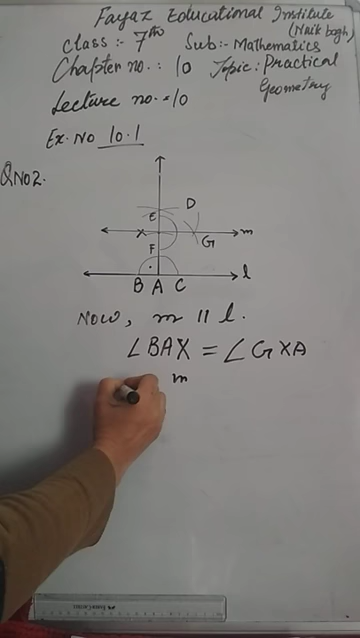 Fayaz Educational Institute
(Naik bagh)
Class :- 7th Sub:- Mathematics
Chapter no. : 10 Topic : Practical
Geometry
Lecture no. = 10
Ex. No 10.1
Q No 2.
E D
X m
G
F
l
B A C
Now, m || l.
∠BAX = ∠GXA
m